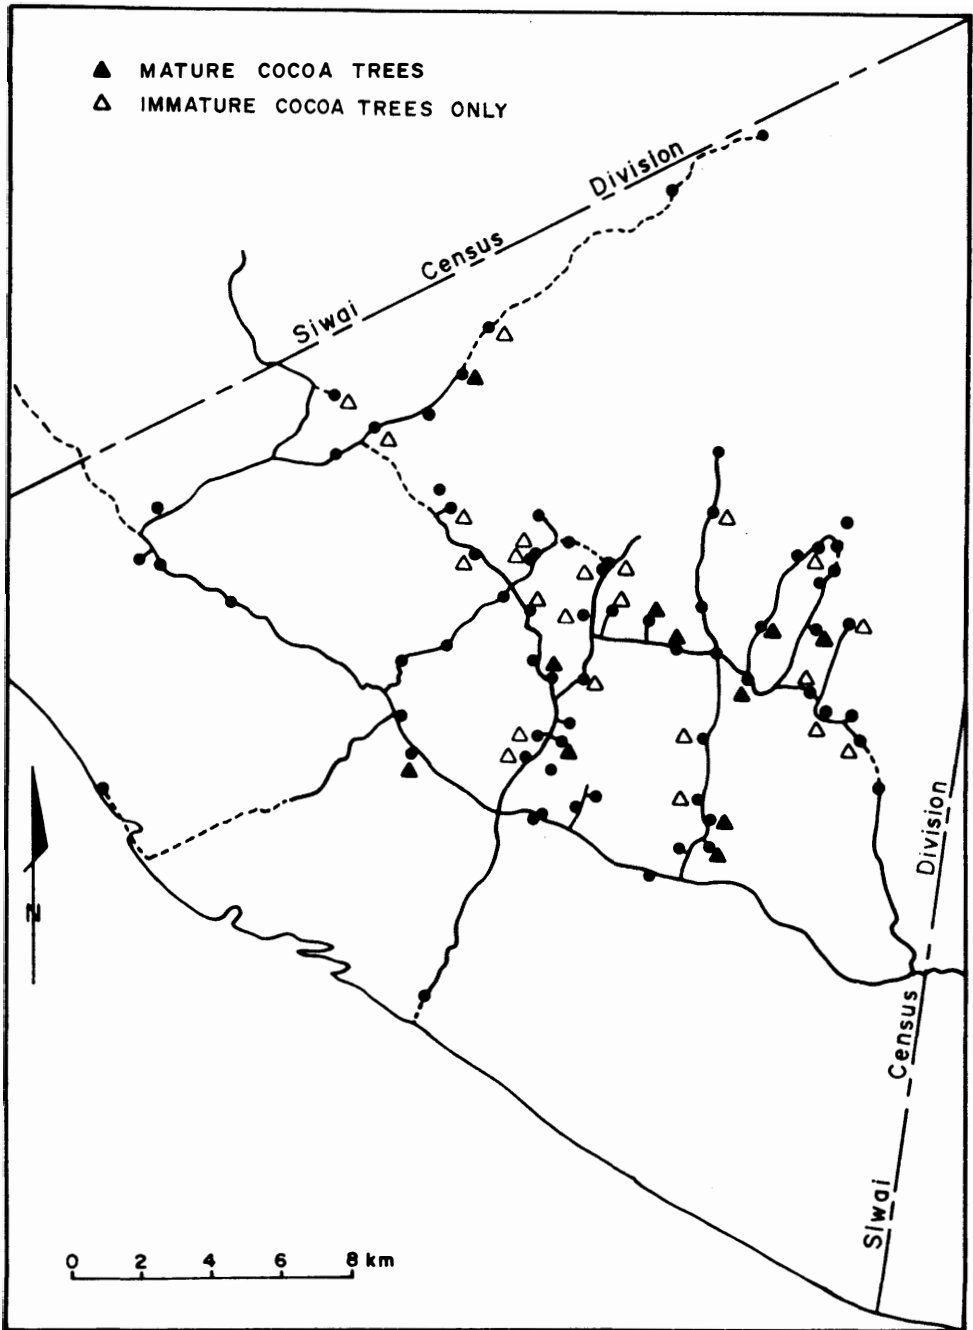 MATURE COCOA TREES
IMMATURE COCOA TREES ONLY
Siwai Census Division
N
Siwai Census Division
0 2 4 6 8 km